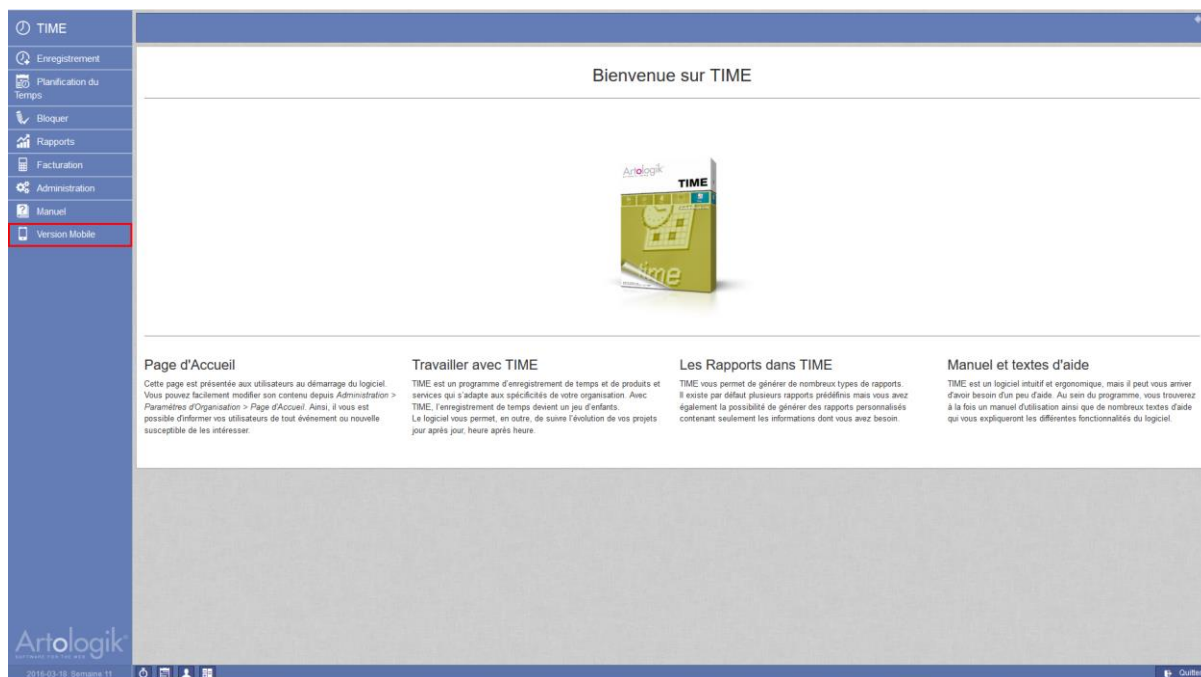 TIME
Enregistrement
Planification du
Temps
Bloquer
Rapports
Facturation
Administration
Manuel
Version Mobile
Bienvenue sur TIME
Artologik
TIME
time
Page d'Accueil
Cette page est présentée aux utilisateurs au démarrage du logiciel.
Vous pouvez facilement modifier son contenu depuis Administration >
Paramètres d'Organisation > Page d'Accueil. Ainsi, il vous est
possible d'informer vos utilisateurs de tout événement ou nouvelle
susceptible de les intéresser.
Travailler avec TIME
TIME est un programme d'enregistrement de temps et de produits et
services qui s'adapte aux spécificités de votre organisation. Avec
TIME, l'enregistrement de temps devient un jeu d'enfants.
Le logiciel vous permet, en outre, de suivre l'évolution de vos projets
jour après jour, heure après heure.
Les Rapports dans TIME
TIME vous permet de générer de nombreux types de rapports.
Il existe par défaut plusieurs rapports prédéfinis mais vous avez
également la possibilité de générer des rapports personnalisés
contenant seulement les informations dont vous avez besoin.
Manuel et textes d'aide
TIME est un logiciel intuitif et ergonomique, mais il peut vous arriver
d'avoir besoin d'un peu d'aide. Au sein du programme, vous trouverez
à la fois un manuel d'utilisation ainsi que de nombreux textes d'aide
qui vous expliqueront les différentes fonctionnalités du logiciel.
Artologik
SOFTWARE FOR THE WEB
2016-03-18 Semaine 11
Quitter